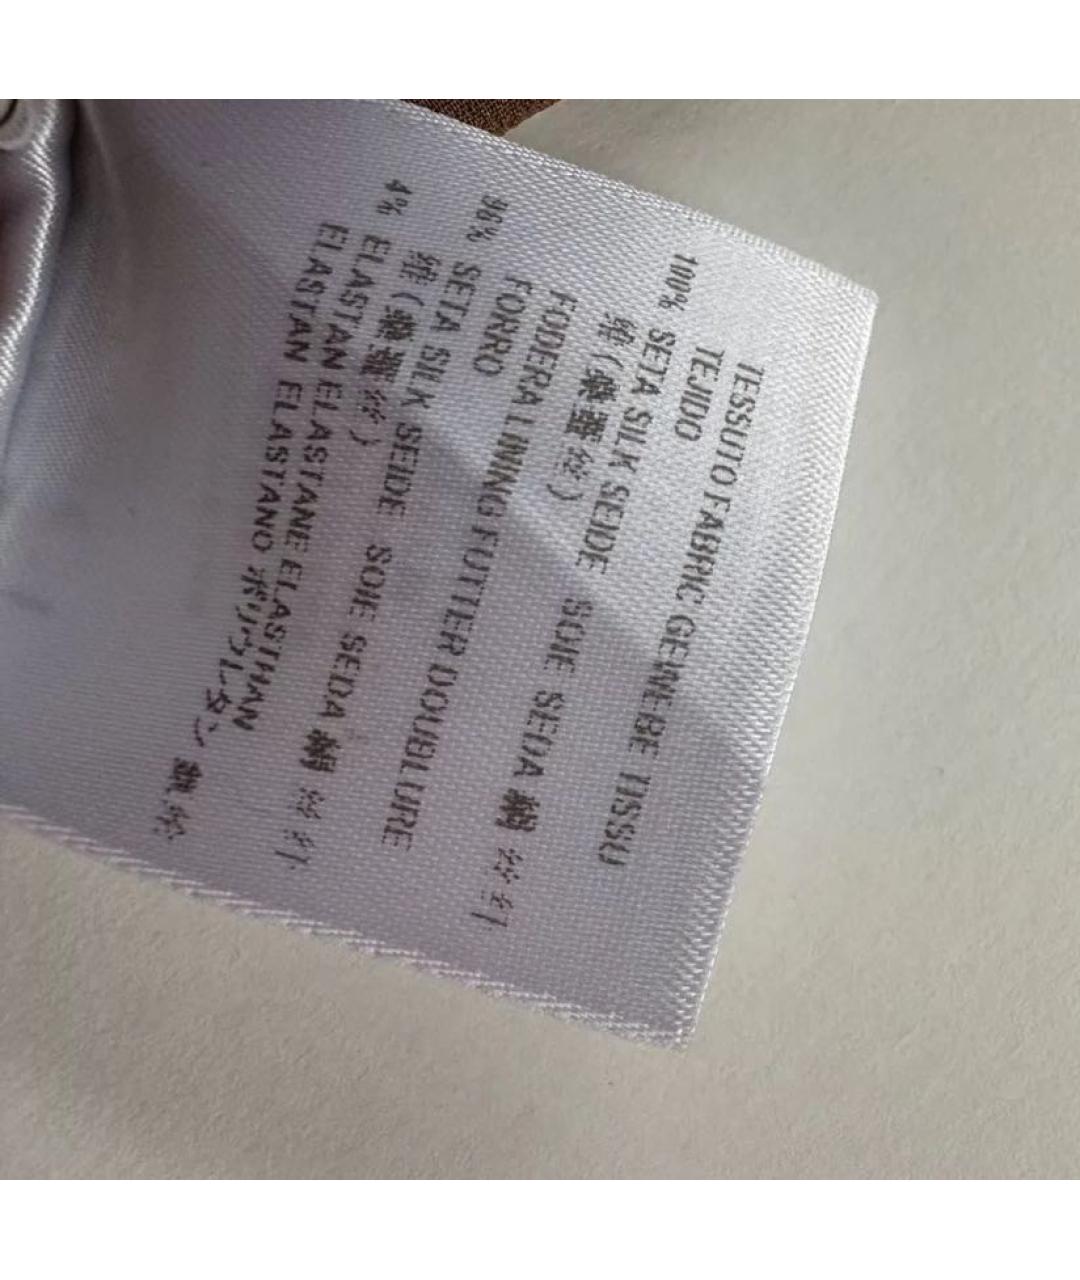 TESSUTO FABRIC GEWEBE TISSU
TEJIDO
100% SETA SILK SEIDE SOIE SEDA 絹 丝纤
维(桑蚕丝)
FODERA LINING FUTTER DOUBLURE
FORRO
96% SETA SILK SEIDE SOIE SEDA 絹 丝纤
维(桑蚕丝)
4% ELASTAN ELASTANE ELASTHAN
ELASTAN ELASTANO ポリウレタン 氨纶